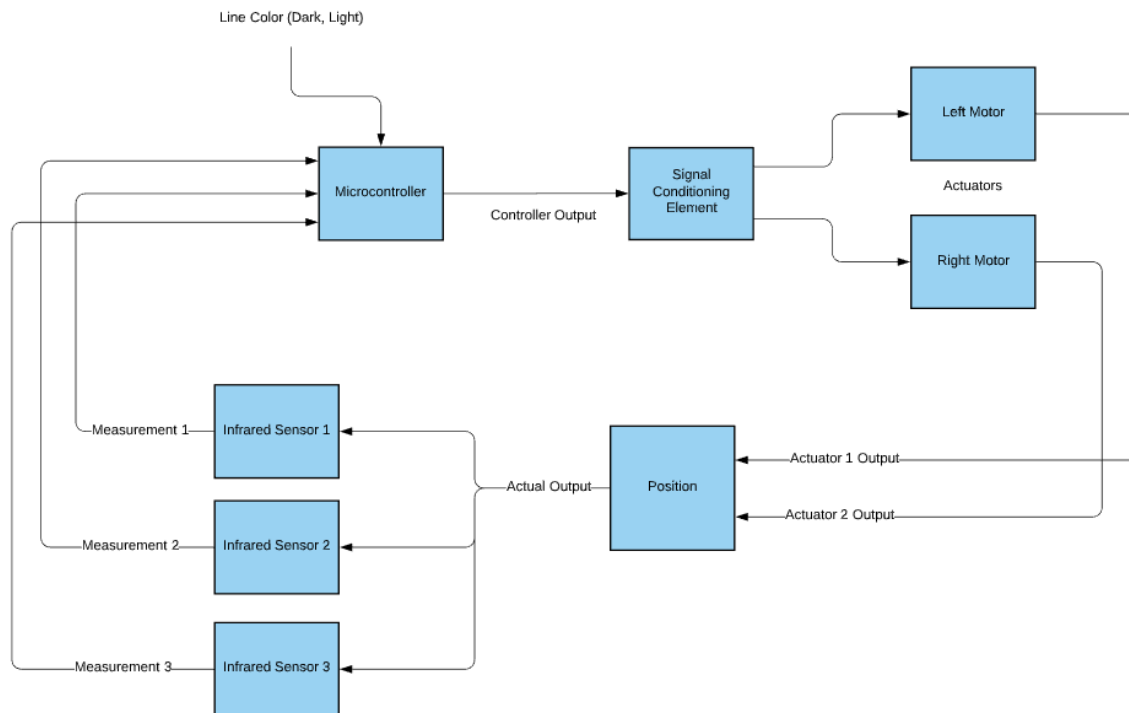 Line Color (Dark, Light)
Left Motor
Microcontroller
Signal
Conditioning
Element
Actuators
Controller Output
Right Motor
Measurement 1
Infrared Sensor 1
Actuator 1 Output
Actual Output
Position
Actuator 2 Output
Measurement 2
Infrared Sensor 2
Measurement 3
Infrared Sensor 3